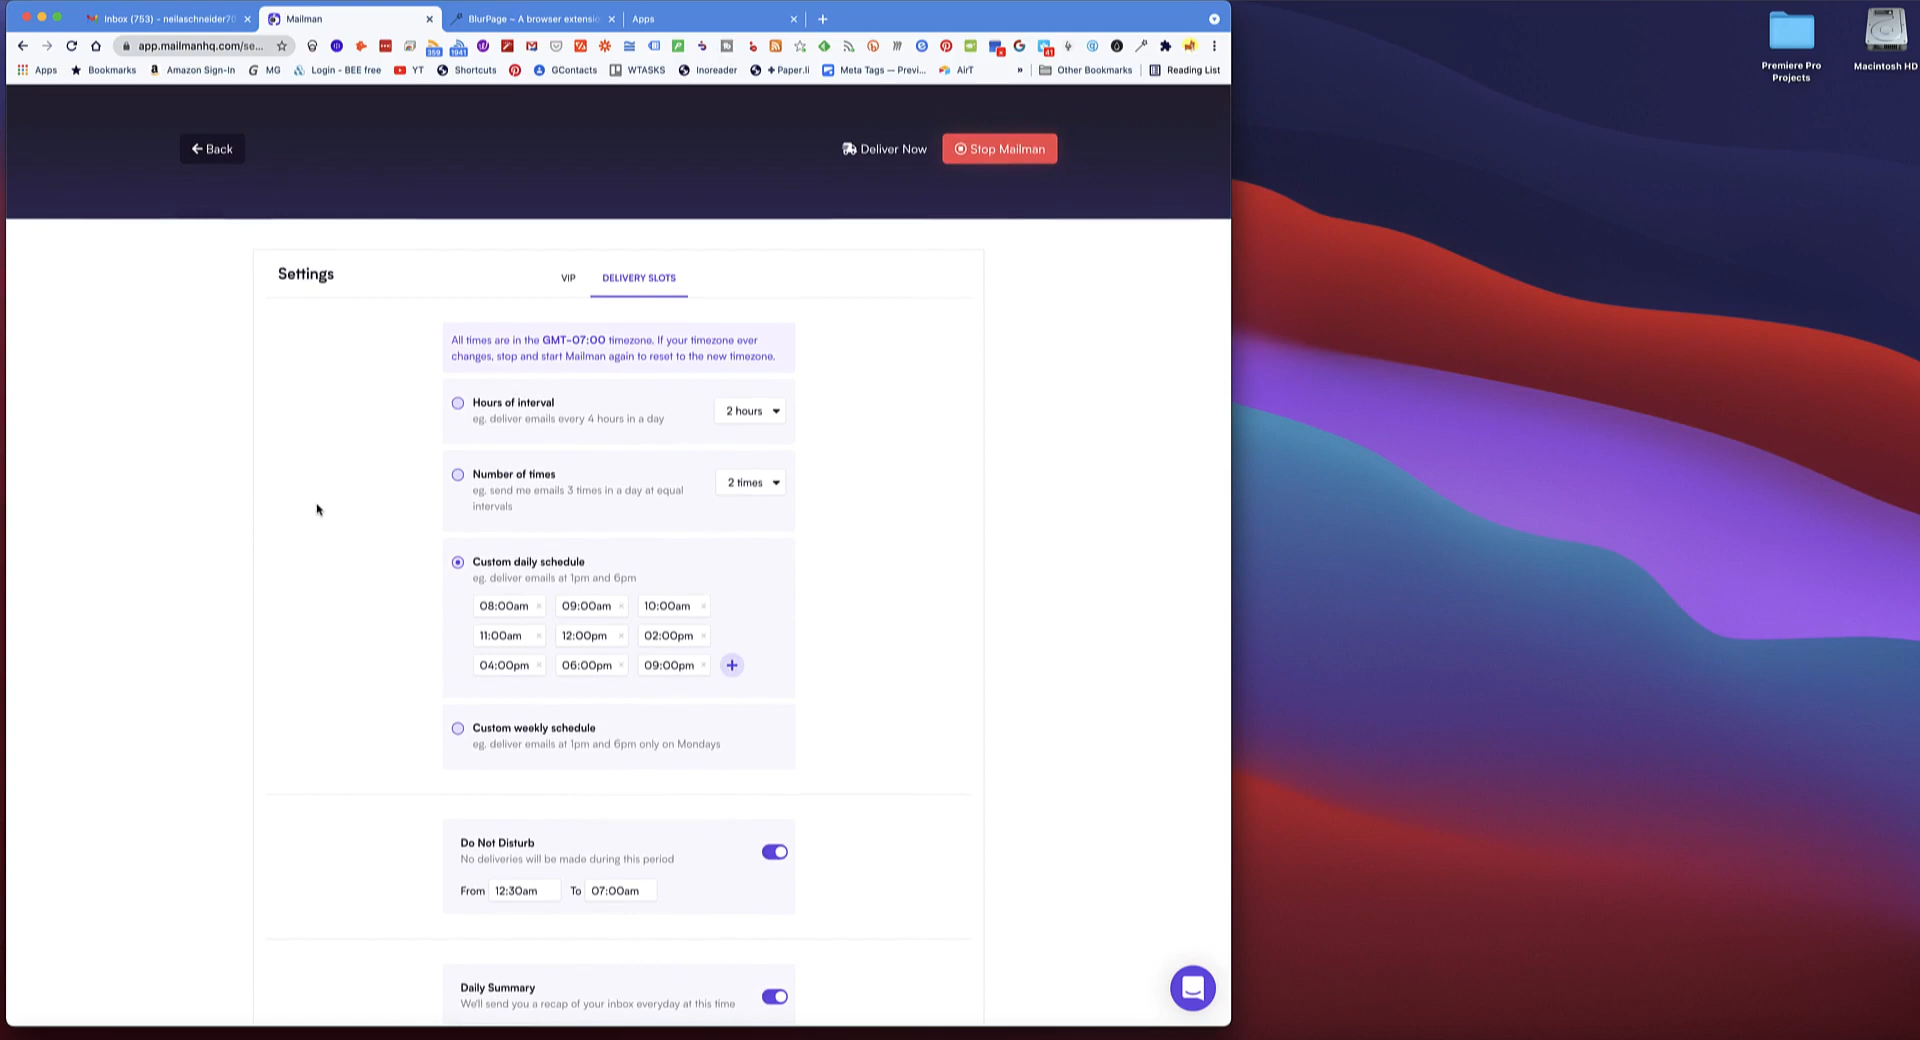 Inbox (753) - neilaschneider70
Mailman
BlurPage ~ A browser extensi
Apps
Premiere Pro
Projects
Macintosh HD
app.mailmanhq.com/se...
359
1941
41
Apps
Bookmarks
Amazon Sign-In
MG
Login - BEE free
YT
Shortcuts
GContacts
WTASKS
Inoreader
+ Paper.li
Meta Tags — Previ...
AirT
»
Other Bookmarks
Reading List
Back
Deliver Now
Stop Mailman
Settings
VIP
DELIVERY SLOTS
All times are in the GMT-07:00 timezone. If your timezone ever
changes, stop and start Mailman again to reset to the new timezone.
Hours of interval
eg. deliver emails every 4 hours in a day
2 hours
Number of times
eg. send me emails 3 times in a day at equal
intervals
2 times
Custom daily schedule
eg. deliver emails at 1pm and 6pm
08:00am × 09:00am × 10:00am ×
11:00am × 12:00pm × 02:00pm ×
04:00pm × 06:00pm × 09:00pm × +
Custom weekly schedule
eg. deliver emails at 1pm and 6pm only on Mondays
Do Not Disturb
No deliveries will be made during this period
From 12:30am To 07:00am
Daily Summary
We'll send you a recap of your inbox everyday at this time